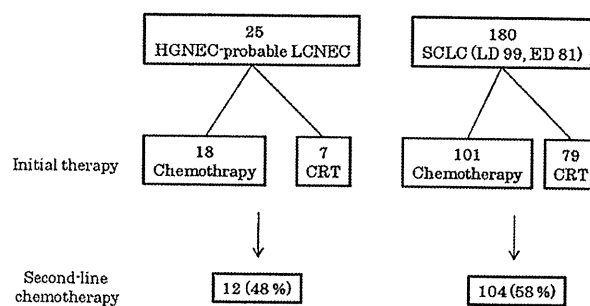 25
HGNEC-probable LCNEC
180
SCLC (LD 99, ED 81)
Initial therapy
18
Chemothrapy
7
CRT
101
Chemotherapy
79
CRT
Second-line
chemotherapy
12 (48 %)
104 (58 %)